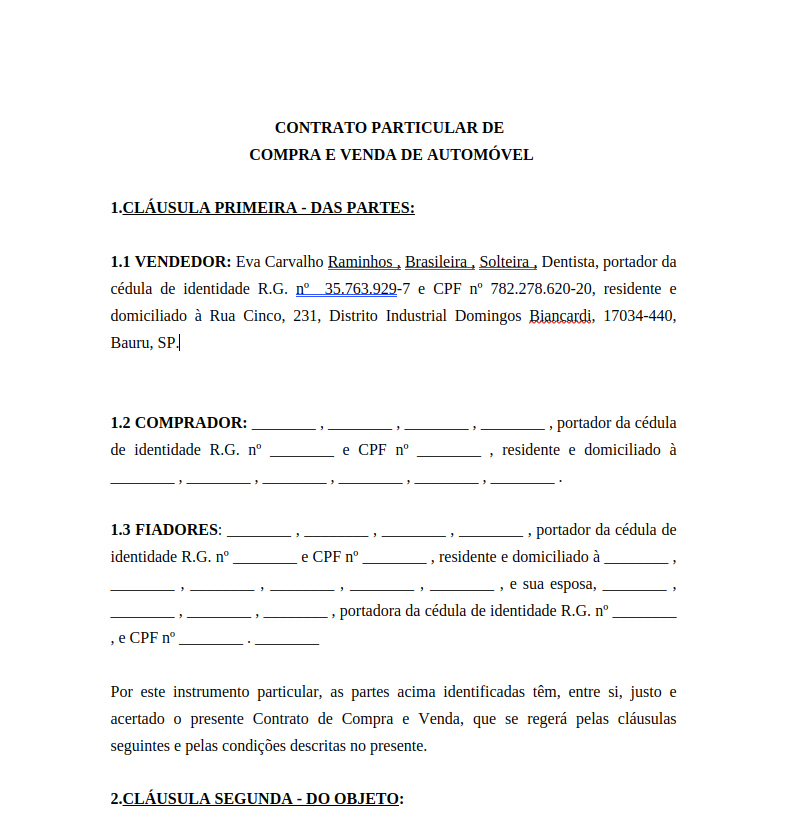 CONTRATO PARTICULAR DE
COMPRA E VENDA DE AUTOMÓVEL
1.CLÁUSULA PRIMEIRA - DAS PARTES:
1.1 VENDEDOR: Eva Carvalho Raminhos , Brasileira , Solteira , Dentista, portador da
cédula de identidade R.G. nº 35.763.929-7 e CPF nº 782.278.620-20, residente e
domiciliado à Rua Cinco, 231, Distrito Industrial Domingos Biancardi, 17034-440,
Bauru, SP.
1.2 COMPRADOR: ________ , ________ , ________ , ________ , portador da cédula
de identidade R.G. nº ________ e CPF nº ________ , residente e domiciliado à
________ , ________ , ________ , ________ , ________ , ________ .
1.3 FIADORES: ________ , ________ , ________ , ________ , portador da cédula de
identidade R.G. nº ________ e CPF nº ________ , residente e domiciliado à ________ ,
________ , ________ , ________ , ________ , ________ , e sua esposa, ________ ,
________ , ________ , ________ , portadora da cédula de identidade R.G. nº ________
, e CPF nº ________ . ________
Por este instrumento particular, as partes acima identificadas têm, entre si, justo e
acertado o presente Contrato de Compra e Venda, que se regerá pelas cláusulas
seguintes e pelas condições descritas no presente.
2.CLÁUSULA SEGUNDA - DO OBJETO: